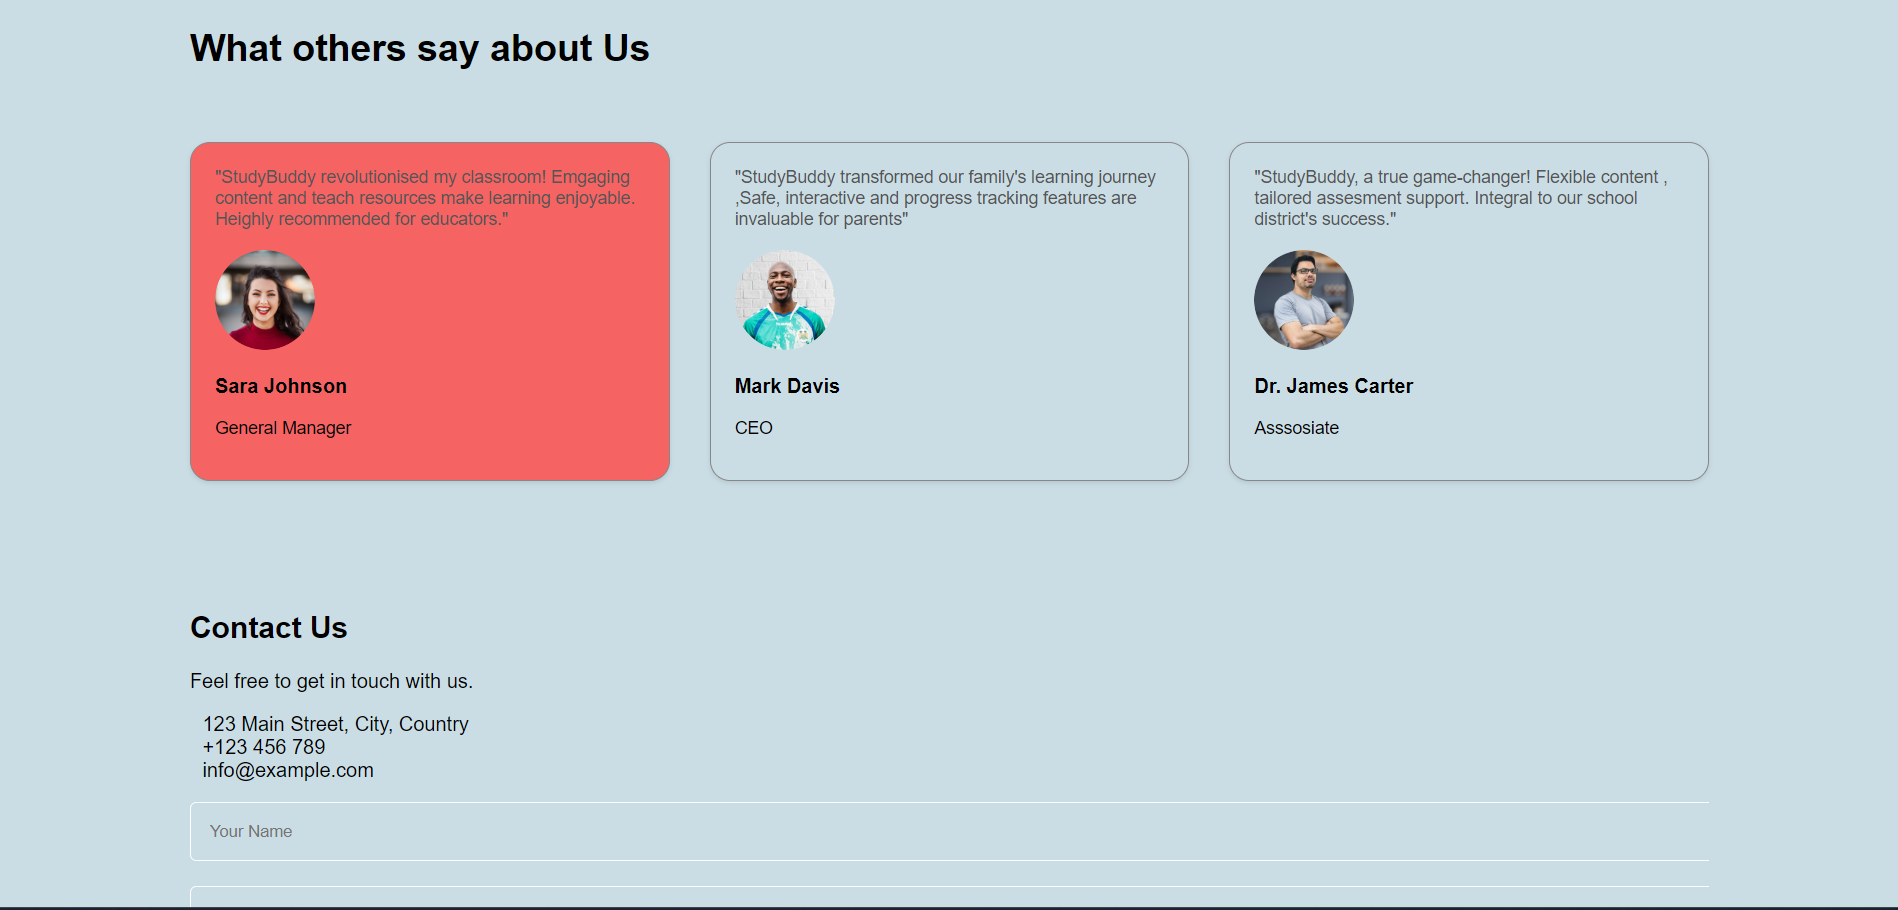 What others say about Us
"StudyBuddy revolutionised my classroom! Emgaging
content and teach resources make learning enjoyable.
Heighly recommended for educators."
Sara Johnson
General Manager
"StudyBuddy transformed our family's learning journey
,Safe, interactive and progress tracking features are
invaluable for parents"
Mark Davis
CEO
"StudyBuddy, a true game-changer! Flexible content ,
tailored assesment support. Integral to our school
district's success."
Dr. James Carter
Asssosiate
Contact Us
Feel free to get in touch with us.
123 Main Street, City, Country
+123 456 789
info@example.com
Your Name